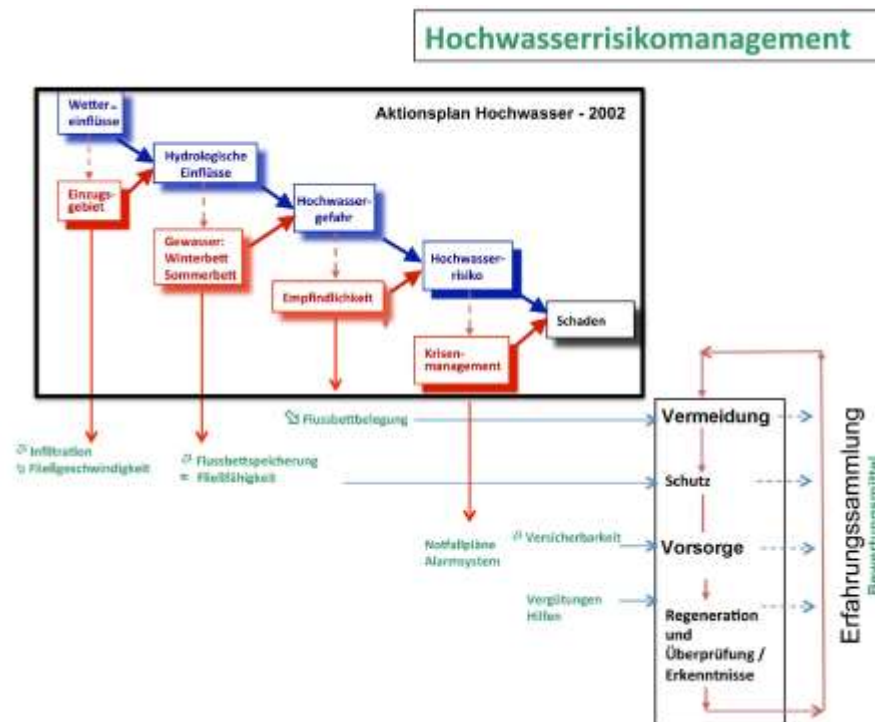 Hochwasserrisikomanagement
Aktionsplan Hochwasser - 2002
Wetter-
einflüsse
Hydrologische
Einflüsse
Einzugs-
gebiet
Hochwasser-
gefahr
Gewasser:
Winterbett
Sommerbett
Hochwasser-
risiko
Empfindlichkeit
Schaden
Krisen-
management
Flussbettbelegung
Vermeidung
Infiltration
Fließgeschwindigkeit
Flussbettspeicherung
= Fließfähigkeit
Schutz
Notfallpläne
Alarmsystem
Versicherbarkeit
Vorsorge
Vergütungen
Hilfen
Regeneration
und
Überprüfung /
Erkenntnisse
Erfahrungssammlung
Bewertungsmittel